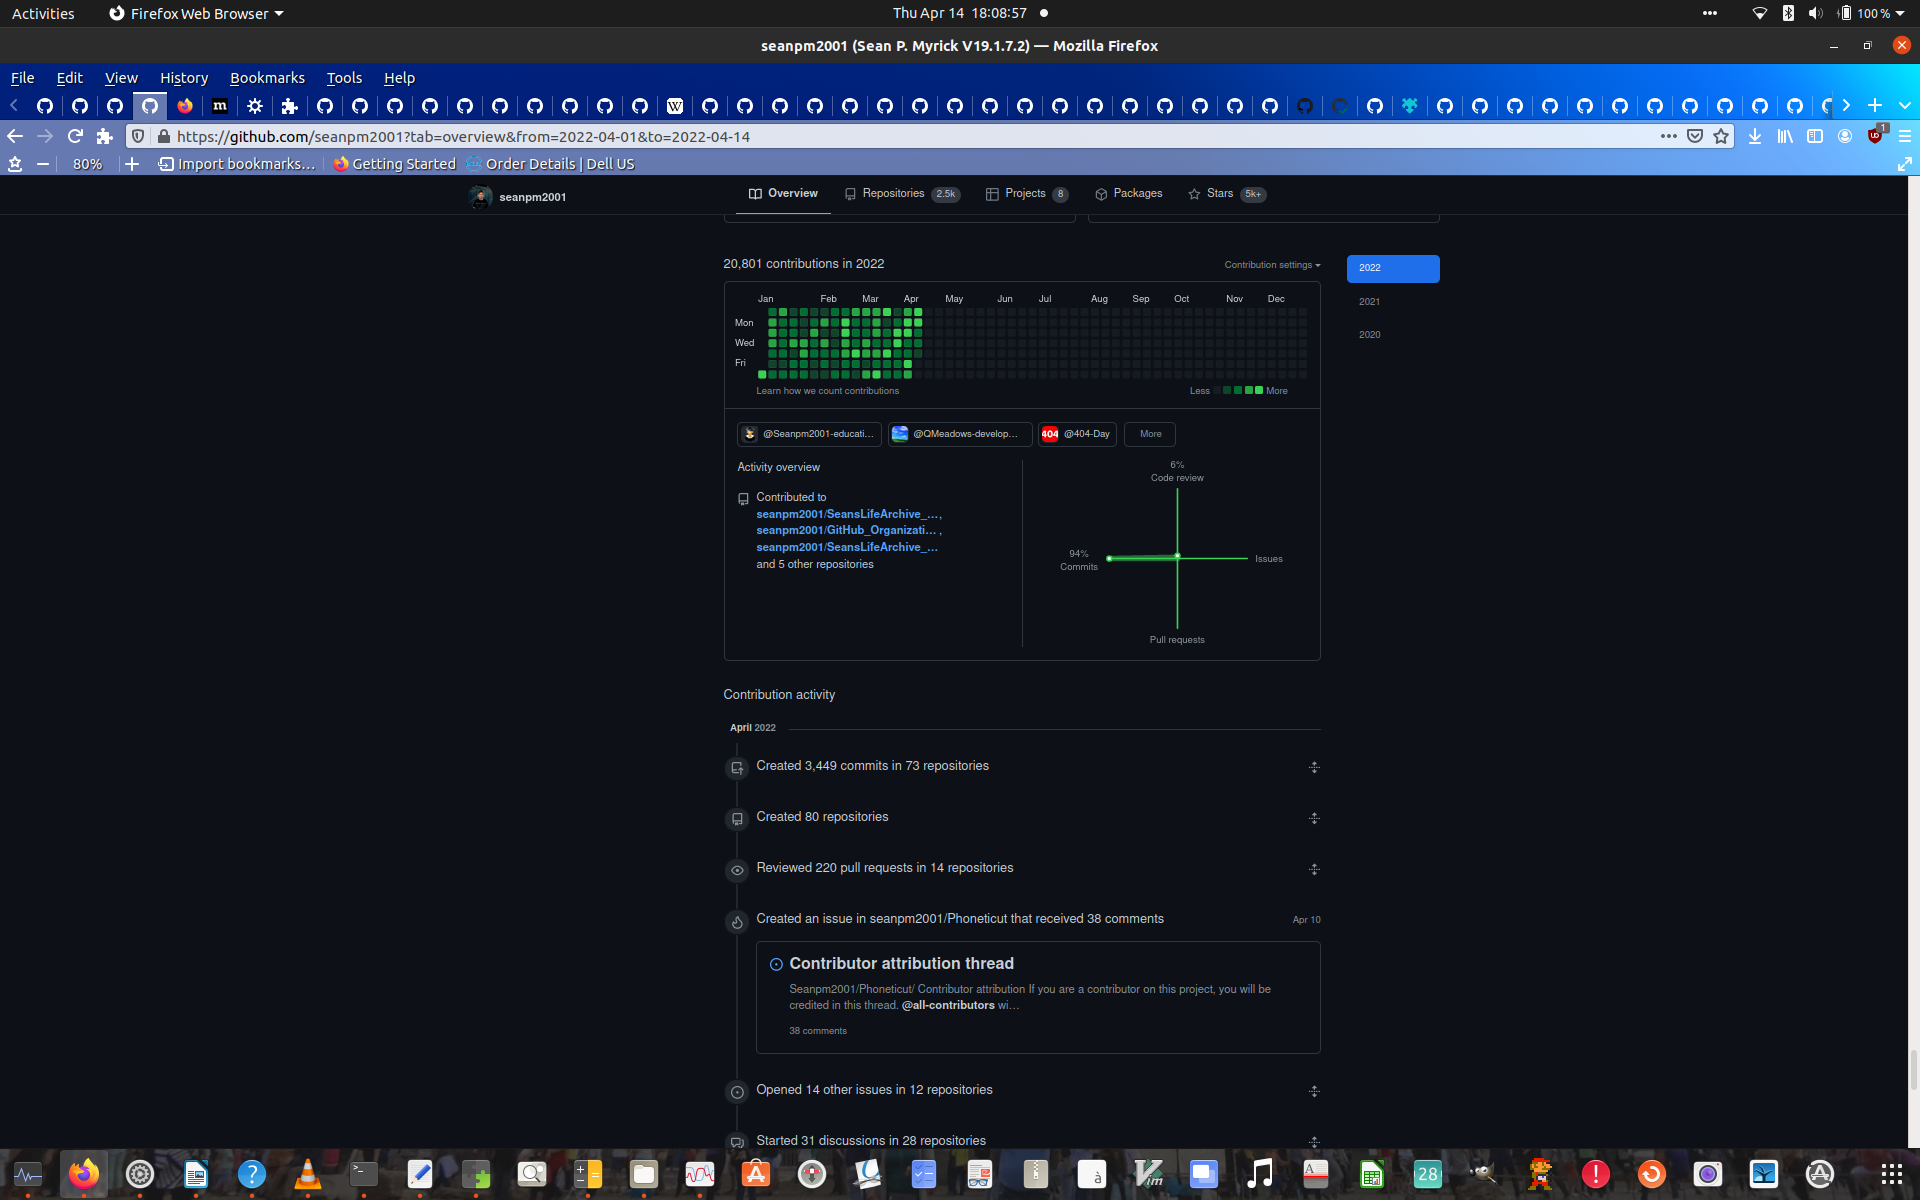 Activities
Firefox Web Browser
Thu Apr 14 18:08:57
100 %
seanpm2001 (Sean P. Myrick V19.1.7.2) — Mozilla Firefox
File Edit View History Bookmarks Tools Help
https://github.com/seanpm2001?tab=overview&from=2022-04-01&to=2022-04-14
1
80%
Import bookmarks...
Getting Started
Order Details | Dell US
seanpm2001
Overview
Repositories 2.5k
Projects 8
Packages
Stars 5k+
20,801 contributions in 2022
Contribution settings
2022
2021
2020
Jan Feb Mar Apr May Jun Jul Aug Sep Oct Nov Dec
Mon
Wed
Fri
Learn how we count contributions
Less More
@Seanpm2001-educati...
@QMeadows-develop...
404 @404-Day
More
Activity overview
Contributed to
seanpm2001/SeansLifeArchive_...,
seanpm2001/GitHub_Organizati... ,
seanpm2001/SeansLifeArchive_...
and 5 other repositories
6%
Code review
94%
Commits
Issues
Pull requests
Contribution activity
April 2022
Created 3,449 commits in 73 repositories
Created 80 repositories
Reviewed 220 pull requests in 14 repositories
Created an issue in seanpm2001/Phoneticut that received 38 comments
Apr 10
Contributor attribution thread
Seanpm2001/Phoneticut/ Contributor attribution If you are a contributor on this project, you will be
credited in this thread. @all-contributors wi...
38 comments
Opened 14 other issues in 12 repositories
Started 31 discussions in 28 repositories
28